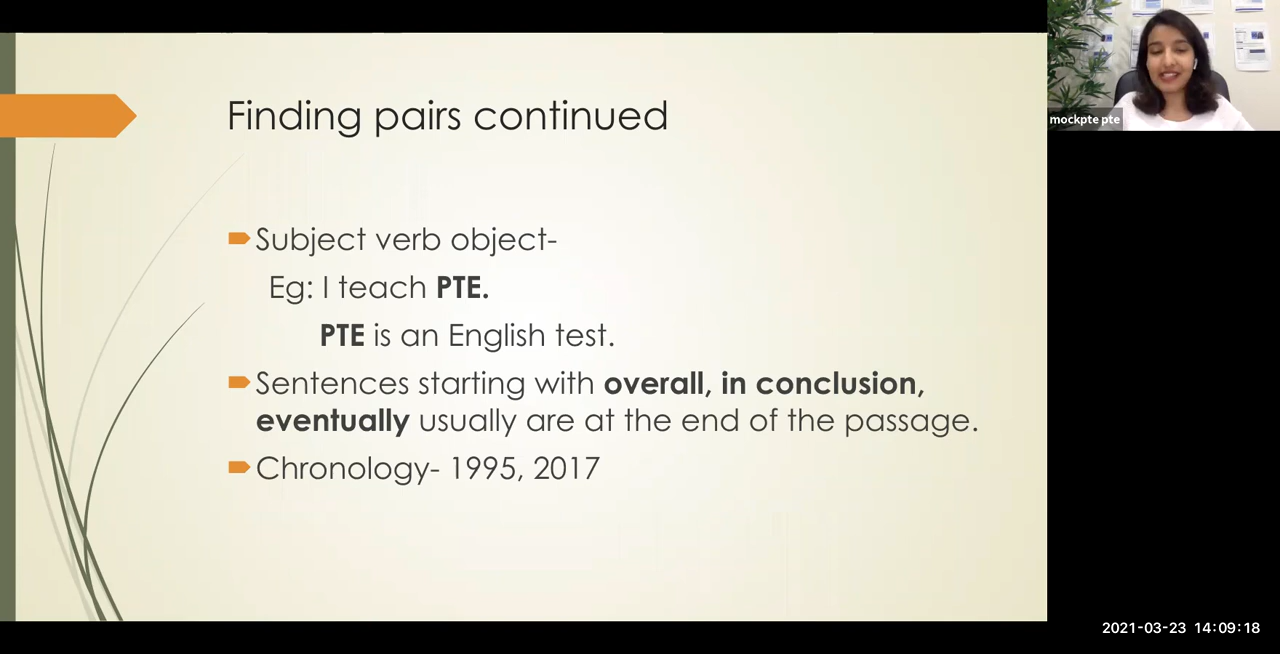 Finding pairs continued
mockpte pte
Subject verb object-
Eg: I teach PTE.
PTE is an English test.
Sentences starting with overall, in conclusion,
eventually usually are at the end of the passage.
Chronology- 1995, 2017
2021-03-23 14:09:18